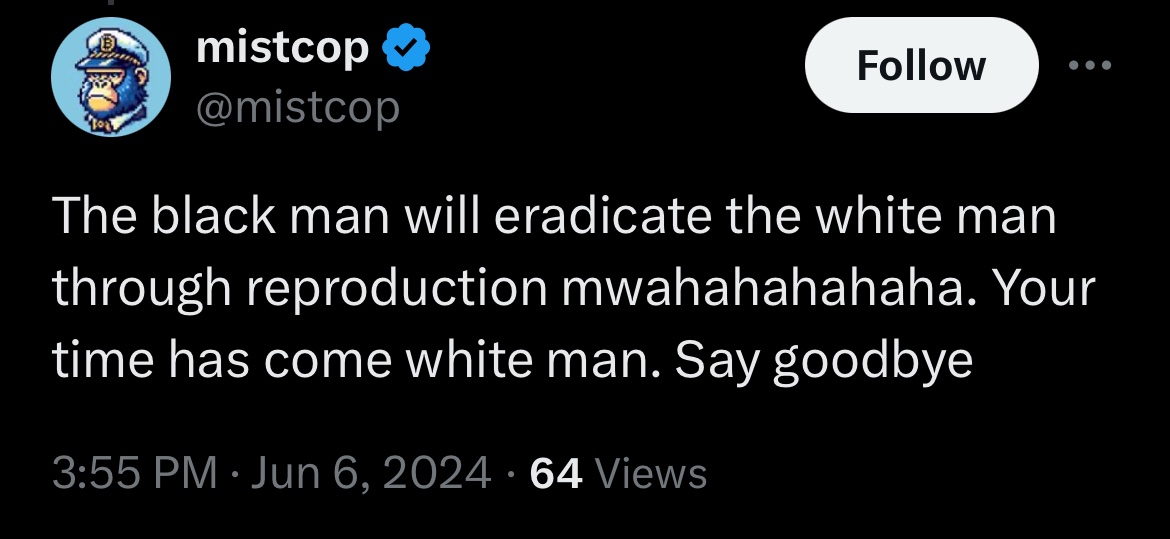 mistcop
@mistcop
Follow
The black man will eradicate the white man
through reproduction mwahahahahaha. Your
time has come white man. Say goodbye
3:55 PM · Jun 6, 2024 · 64 Views